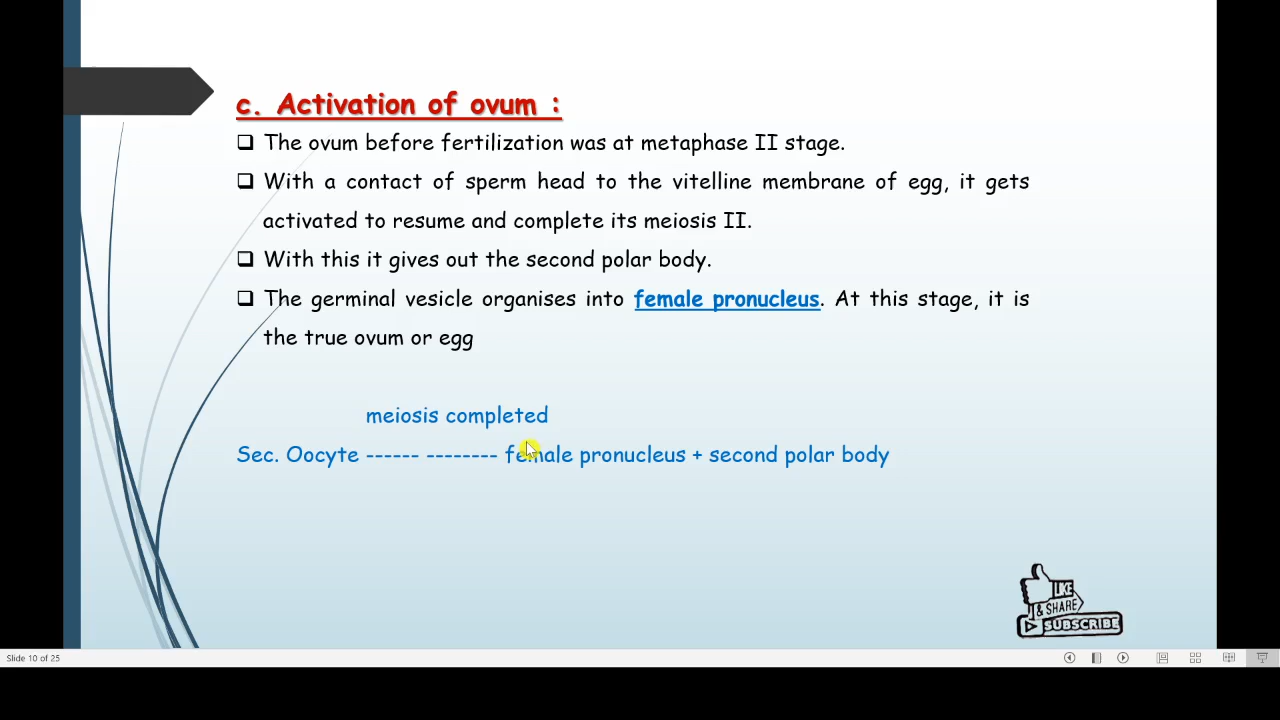 c. Activation of ovum :
❑ The ovum before fertilization was at metaphase II stage.
❑ With a contact of sperm head to the vitelline membrane of egg, it gets
activated to resume and complete its meiosis II.
❑ With this it gives out the second polar body.
❑ The germinal vesicle organises into female pronucleus. At this stage, it is
the true ovum or egg
meiosis completed
Sec. Oocyte ------ -------- female pronucleus + second polar body
LIKE
& SHARE
SUBSCRIBE
Slide 10 of 25